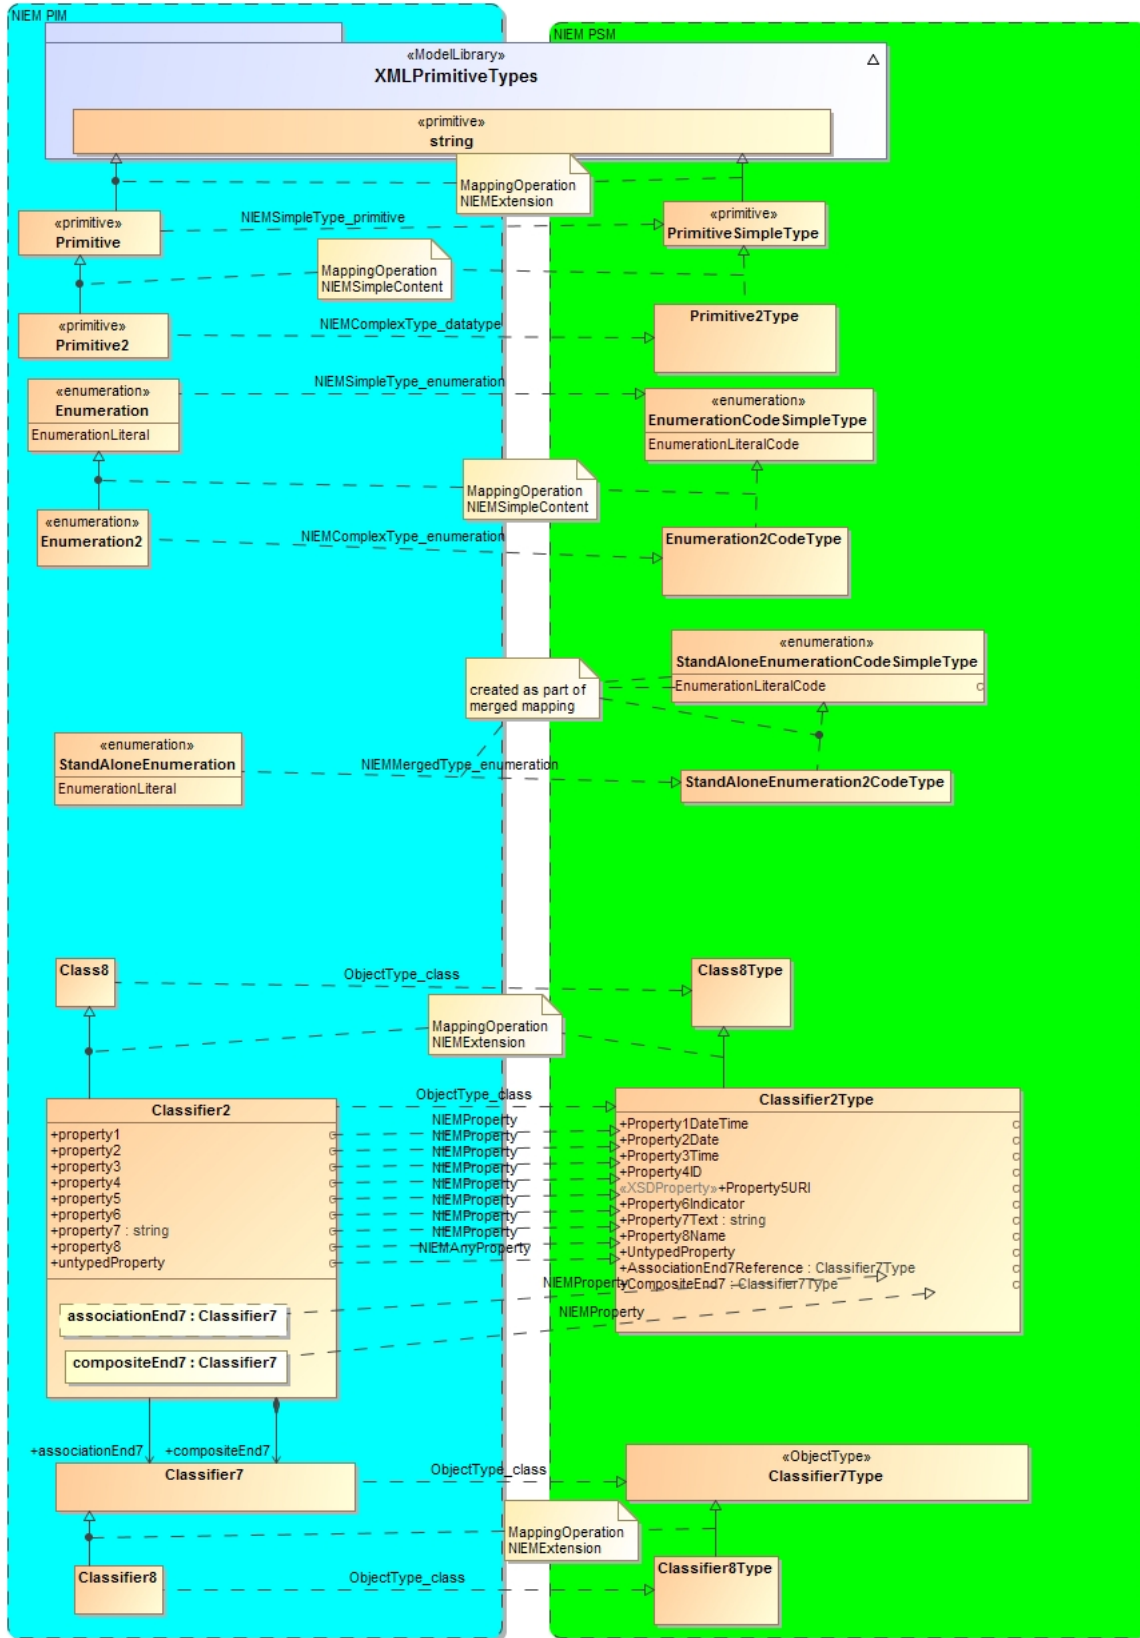 NIEM PIM
NIEM PSM
«ModelLibrary»
XMLPrimitiveTypes
«primitive»
string
MappingOperation
NIEMExtension
«primitive»
Primitive
NIEMSimpleType_primitive
«primitive»
PrimitiveSimpleType
MappingOperation
NIEMSimpleContent
«primitive»
Primitive2
NIEMComplexType_datatype
Primitive2Type
«enumeration»
Enumeration
EnumerationLiteral
NIEMSimpleType_enumeration
«enumeration»
EnumerationCodeSimpleType
EnumerationLiteralCode
MappingOperation
NIEMSimpleContent
«enumeration»
Enumeration2
NIEMComplexType_enumeration
Enumeration2CodeType
«enumeration»
StandAloneEnumerationCodeSimpleType
EnumerationLiteralCode
created as part of
merged mapping
«enumeration»
StandAloneEnumeration
EnumerationLiteral
NIEMMergedType_enumeration
StandAloneEnumeration2CodeType
Class8
ObjectType_class
Class8Type
MappingOperation
NIEMExtension
Classifier2
+property1
+property2
+property3
+property4
+property5
+property6
+property7 : string
+property8
+untypedProperty
associationEnd7 : Classifier7
compositeEnd7 : Classifier7
ObjectType_class
NIEMProperty
NIEMProperty
NIEMProperty
NIEMProperty
NIEMProperty
NIEMProperty
NIEMProperty
NIEMProperty
NIEMAnyProperty
NIEMProperty
NIEMProperty
Classifier2Type
+Property1DateTime
+Property2Date
+Property3Time
+Property4ID
«XSDProperty»+Property5URI
+Property6Indicator
+Property7Text : string
+Property8Name
+UntypedProperty
+AssociationEnd7Reference : Classifier7Type
+CompositeEnd7 : Classifier7Type
+associationEnd7
+compositeEnd7
Classifier7
ObjectType_class
«ObjectType»
Classifier7Type
MappingOperation
NIEMExtension
Classifier8
ObjectType_class
Classifier8Type